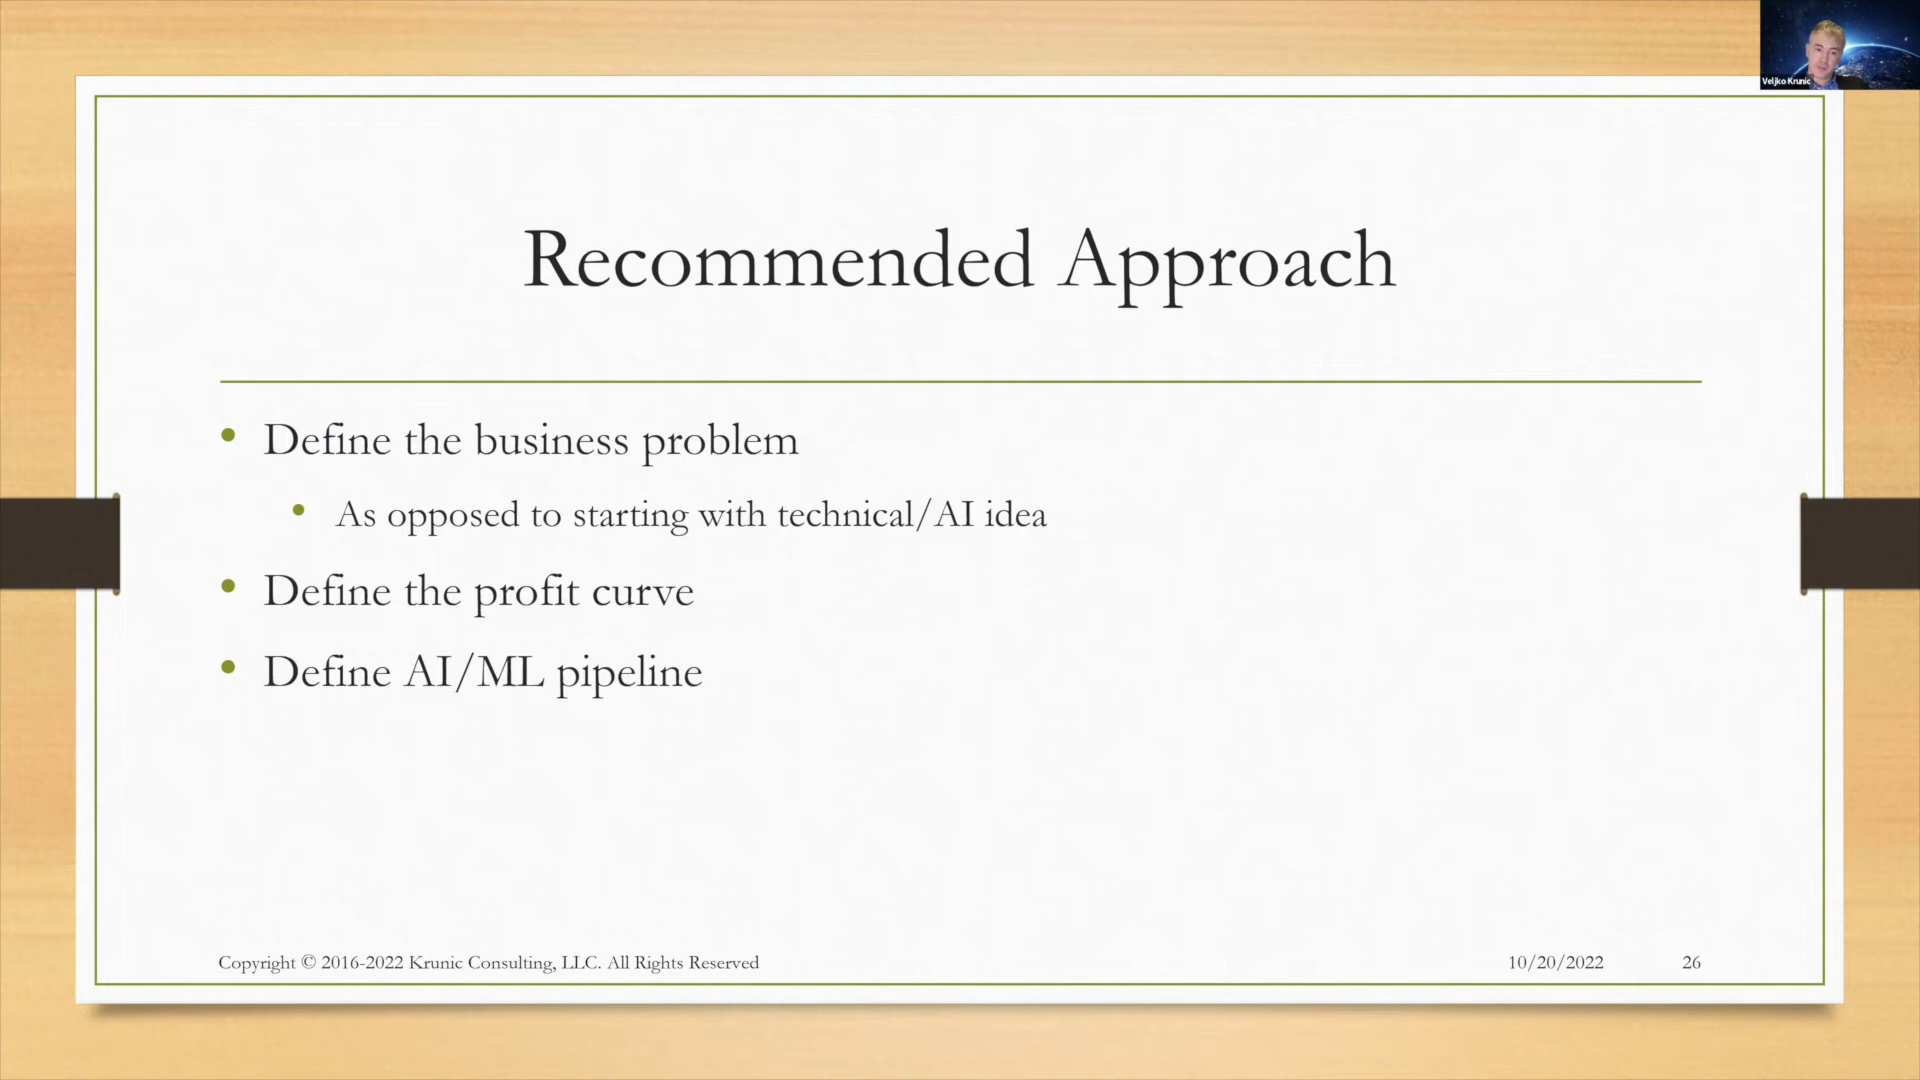 Veljko Krunic
Recommended Approach
• Define the business problem
• As opposed to starting with technical/AI idea
• Define the profit curve
• Define AI/ML pipeline
Copyright © 2016-2022 Krunic Consulting, LLC. All Rights Reserved
10/20/2022
26